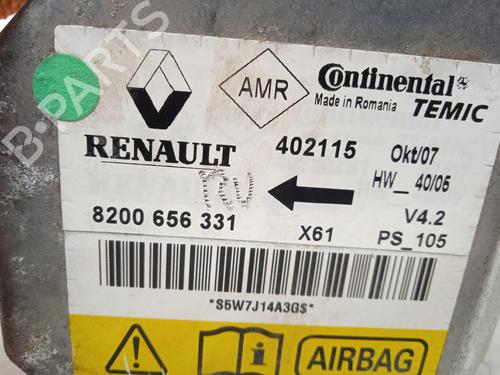 AMR
Continental
Made in Romania TEMIC
RENAULT
402115
Okt/07
HW_ 40/05
8200 656 331
X61
V4.2
PS_105
*S5W7J14A3G$*
AIRBAG
B-PARTS